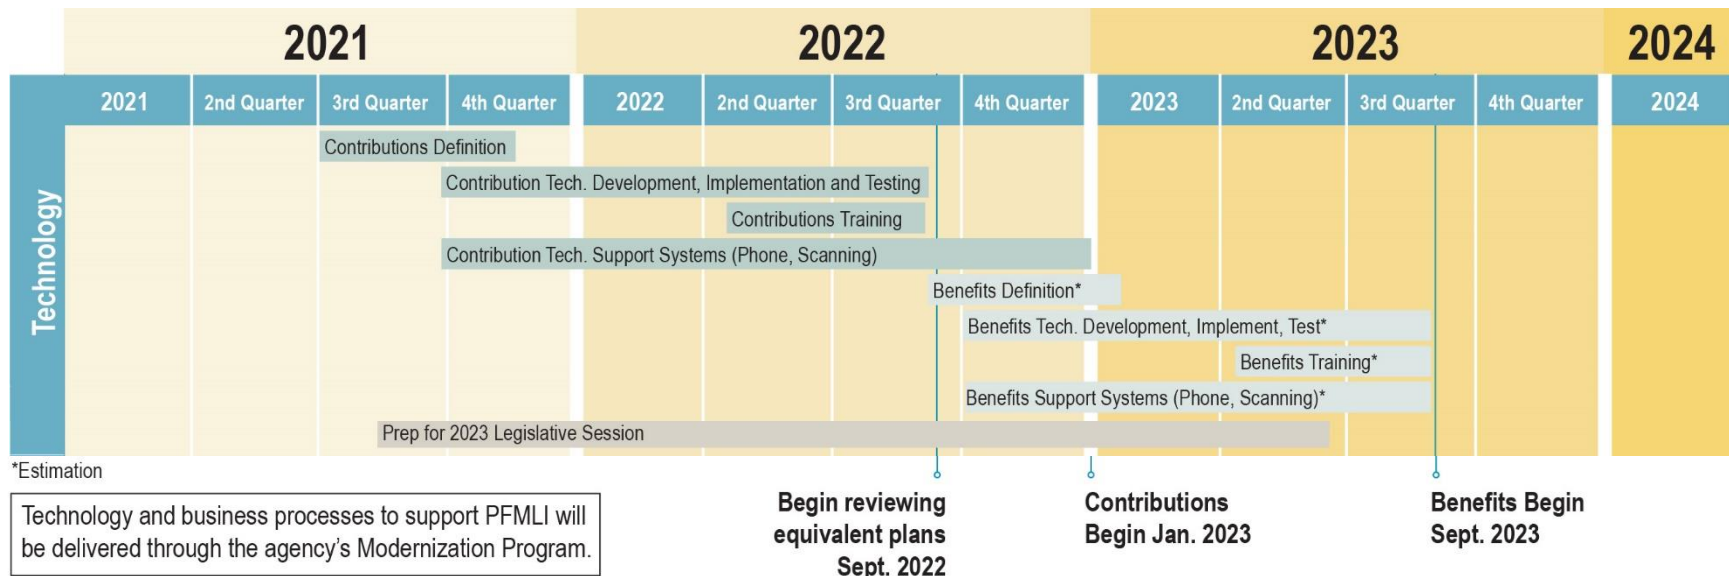 2021 2022 2023 2024
2021 2nd Quarter 3rd Quarter 4th Quarter 2022 2nd Quarter 3rd Quarter 4th Quarter 2023 2nd Quarter 3rd Quarter 4th Quarter 2024
Technology
Contributions Definition
Contribution Tech. Development, Implementation and Testing
Contributions Training
Contribution Tech. Support Systems (Phone, Scanning)
Benefits Definition*
Benefits Tech. Development, Implement, Test*
Benefits Training*
Benefits Support Systems (Phone, Scanning)*
Prep for 2023 Legislative Session
*Estimation
Technology and business processes to support PFMLI will
be delivered through the agency's Modernization Program.
Begin reviewing
equivalent plans
Sept. 2022
Contributions
Begin Jan. 2023
Benefits Begin
Sept. 2023